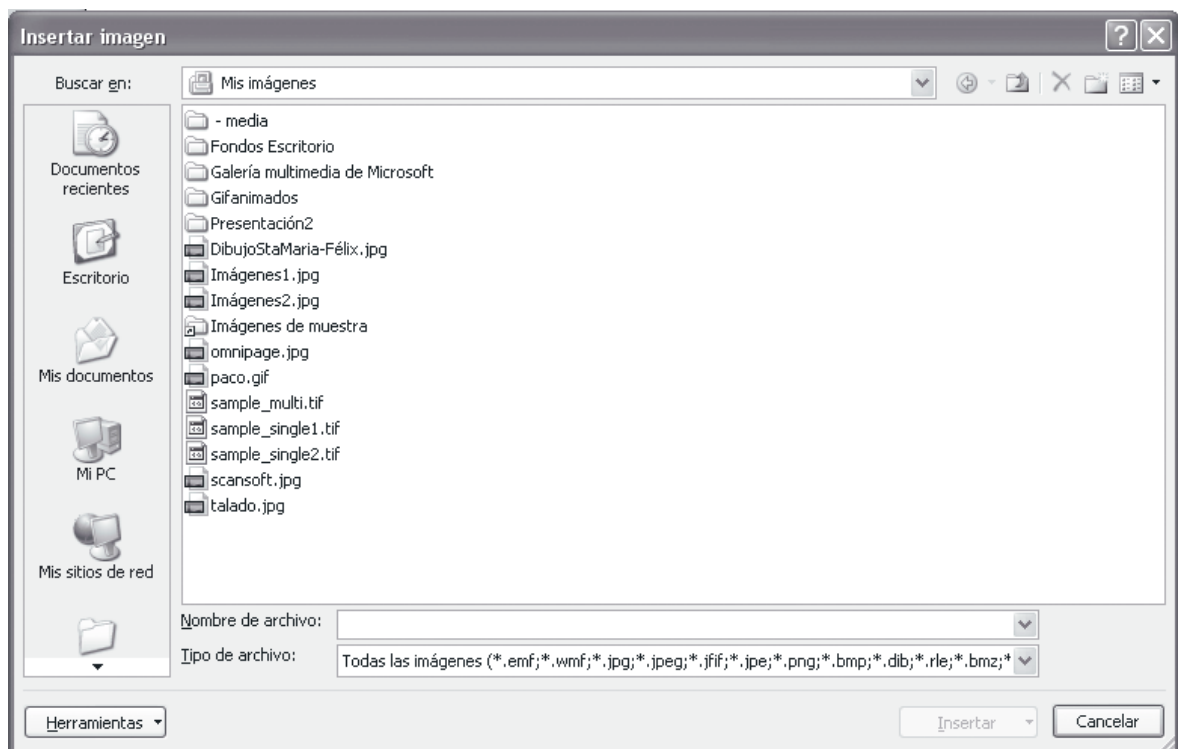 Insertar imagen
Buscar en:
Mis imágenes
Documentos
recientes
Escritorio
Mis documentos
Mi PC
Mis sitios de red
- media
Fondos Escritorio
Galería multimedia de Microsoft
Gifanimados
Presentación2
DibujoStaMaria-Félix.jpg
Imágenes1.jpg
Imágenes2.jpg
Imágenes de muestra
omnipage.jpg
paco.gif
sample_multi.tif
sample_single1.tif
sample_single2.tif
scansoft.jpg
talado.jpg
Nombre de archivo:
Tipo de archivo:
Todas las imágenes (*.emf;*.wmf;*.jpg;*.jpeg;*.jfif;*.jpe;*.png;*.bmp;*.dib;*.rle;*.bmz;*
Herramientas
Insertar
Cancelar